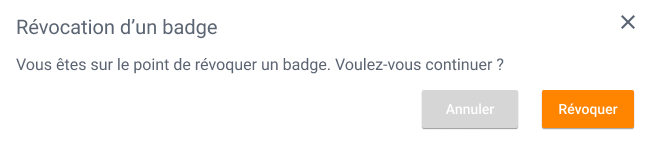 Révocation d’un badge
Vous êtes sur le point de révoquer un badge. Voulez-vous continuer ?
Annuler Révoquer